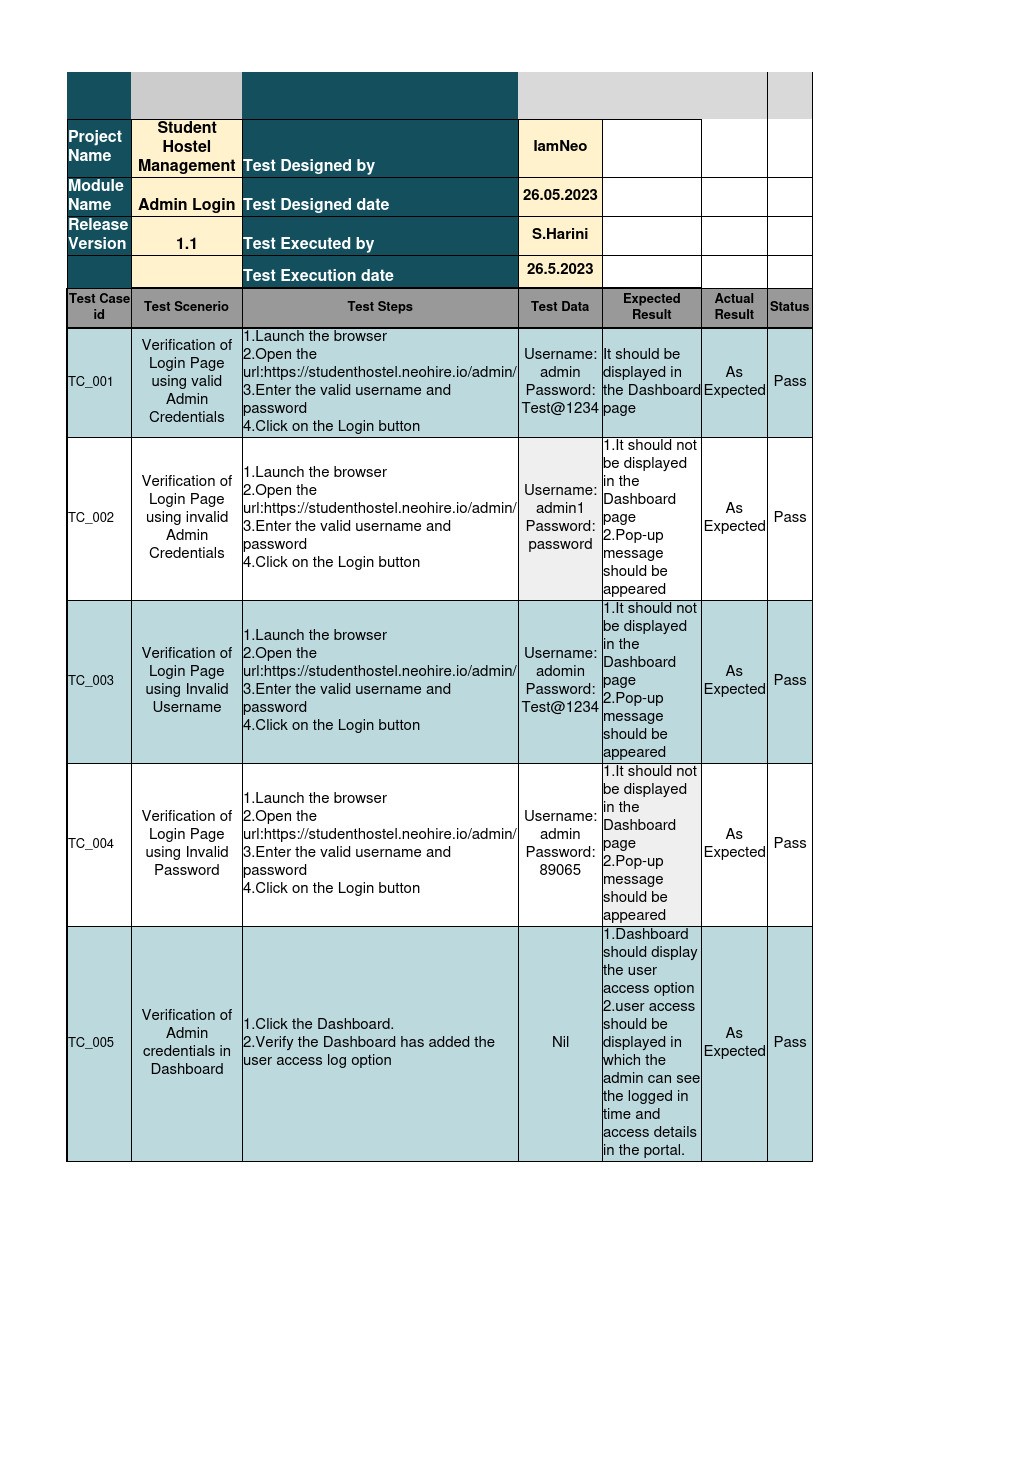 Project
Name
Student
Hostel
Management
Test Designed by
IamNeo
Module
Name
Admin Login
Test Designed date
26.05.2023
Release
Version
1.1
Test Executed by
S.Harini
Test Execution date
26.5.2023
Test Case
id
Test Scenerio
Test Steps
Test Data
Expected
Result
Actual
Result
Status
TC_001
Verification of
Login Page
using valid
Admin
Credentials
1.Launch the browser
2.Open the
url:https://studenthostel.neohire.io/admin/
3.Enter the valid username and
password
4.Click on the Login button
Username:
admin
Password:
Test@1234
It should be
displayed in
the Dashboard
page
As
Expected
Pass
TC_002
Verification of
Login Page
using invalid
Admin
Credentials
1.Launch the browser
2.Open the
url:https://studenthostel.neohire.io/admin/
3.Enter the valid username and
password
4.Click on the Login button
Username:
admin1
Password:
password
1.It should not
be displayed
in the
Dashboard
page
2.Pop-up
message
should be
appeared
As
Expected
Pass
TC_003
Verification of
Login Page
using Invalid
Username
1.Launch the browser
2.Open the
url:https://studenthostel.neohire.io/admin/
3.Enter the valid username and
password
4.Click on the Login button
Username:
adomin
Password:
Test@1234
1.It should not
be displayed
in the
Dashboard
page
2.Pop-up
message
should be
appeared
As
Expected
Pass
TC_004
Verification of
Login Page
using Invalid
Password
1.Launch the browser
2.Open the
url:https://studenthostel.neohire.io/admin/
3.Enter the valid username and
password
4.Click on the Login button
Username:
admin
Password:
89065
1.It should not
be displayed
in the
Dashboard
page
2.Pop-up
message
should be
appeared
As
Expected
Pass
TC_005
Verification of
Admin
credentials in
Dashboard
1.Click the Dashboard.
2.Verify the Dashboard has added the
user access log option
Nil
1.Dashboard
should display
the user
access option
2.user access
should be
displayed in
which the
admin can see
the logged in
time and
access details
in the portal.
As
Expected
Pass